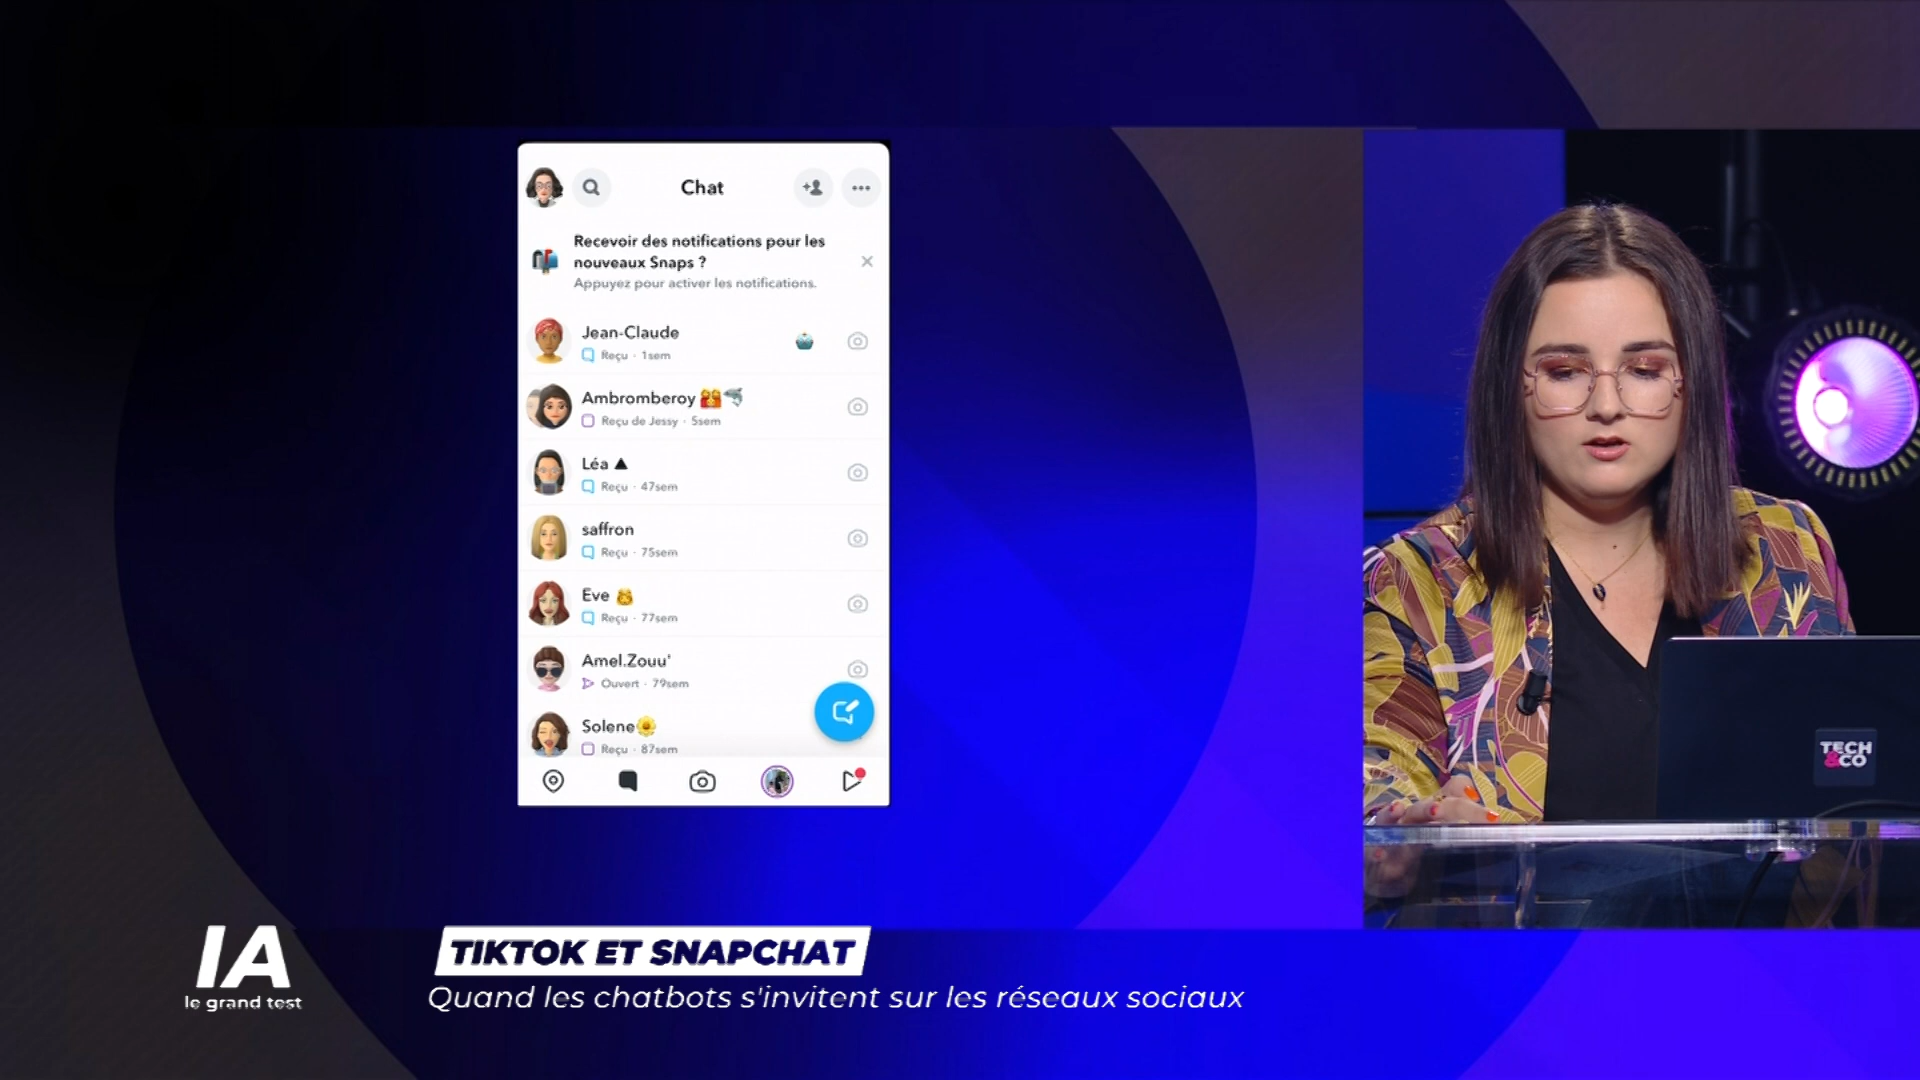 Chat
Recevoir des notifications pour les
nouveaux Snaps ?
Appuyez pour activer les notifications.
Jean-Claude
Reçu · 1sem
Ambromberoy
Reçu de Jessy · 5sem
Léa
Reçu · 47sem
saffron
Reçu · 75sem
Eve
Reçu · 77sem
Amel.Zouu'
Ouvert · 79sem
Solene
Reçu · 87sem
TECH
&CO
IA
le grand test
TIKTOK ET SNAPCHAT
Quand les chatbots s'invitent sur les réseaux sociaux